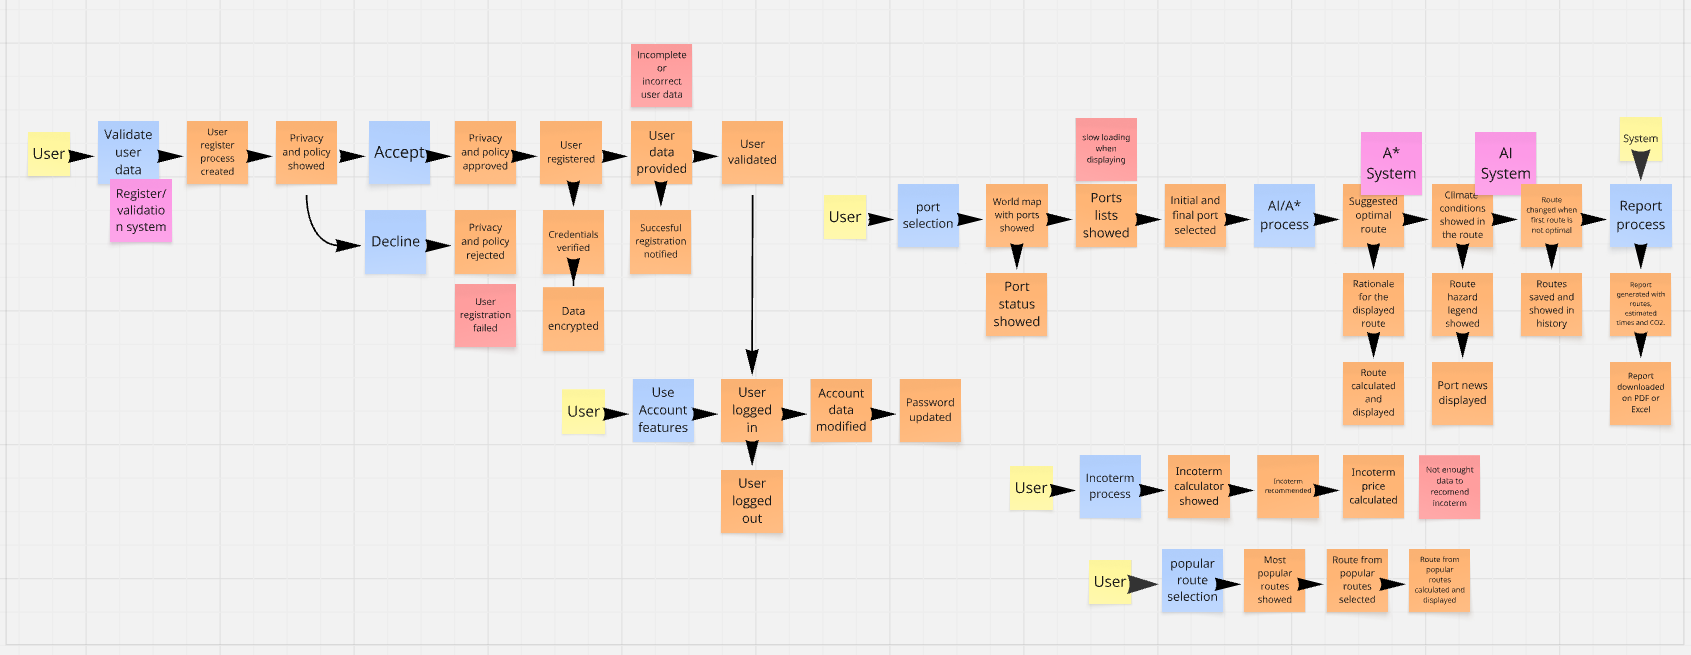 Incomplete
or
incorrect
user data
User
Validate
user
data
Register/
validatio
n system
User
register
process
created
Privacy
and policy
showed
Accept
Privacy
and policy
approved
User
registered
User
data
provided
User
validated
Decline
Privacy
and policy
rejected
Credentials
verified
Succesful
registration
notified
User
registration
failed
Data
encrypted
User
Use
Account
features
User
logged
in
Account
data
modified
Password
updated
User
logged
out
slow loading
when
displaying
A*
System
AI
System
System
User
port
selection
World map
with ports
showed
Ports
lists
showed
Initial and
final port
selected
AI/A*
process
Suggested
optimal
route
Climate
conditions
showed in
the route
Route
changed when
first route is
not optimal
Report
process
Port
status
showed
Rationale
for the
displayed
route
Route
hazard
legend
showed
Routes
saved and
showed in
history
Report
generated with
routes,
estimated
times and CO2.
Route
calculated
and
displayed
Port news
displayed
Report
downloaded
on PDF or
Excel
User
Incoterm
process
Incoterm
calculator
showed
Incoterm
recommended
Incoterm
price
calculated
Not enought
data to
recomend
incoterm
User
popular
route
selection
Most
popular
routes
showed
Route from
popular
routes
selected
Route from
popular
routes
calculated and
displayed